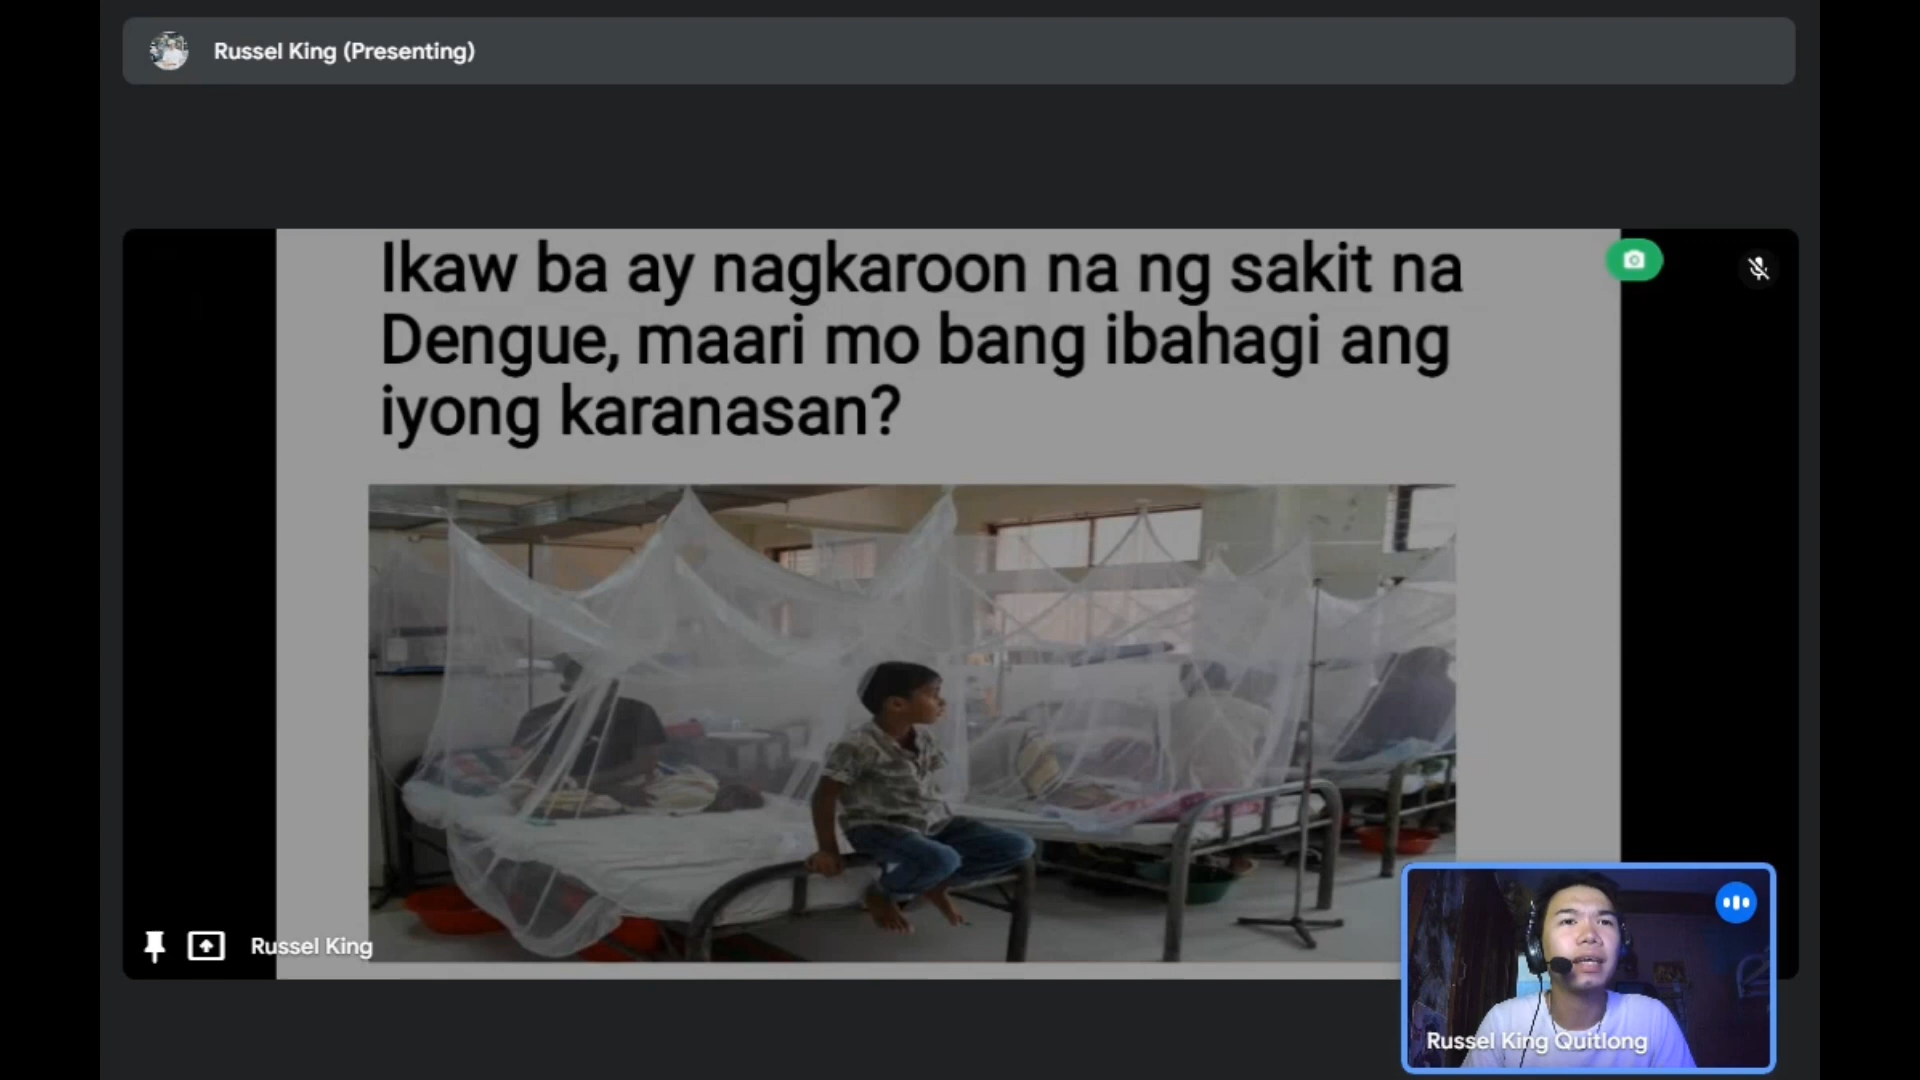 Russel King (Presenting)
Ikaw ba ay nagkaroon na ng sakit na
Dengue, maari mo bang ibahagi ang
iyong karanasan?
Russel King
Russel King Quitlong